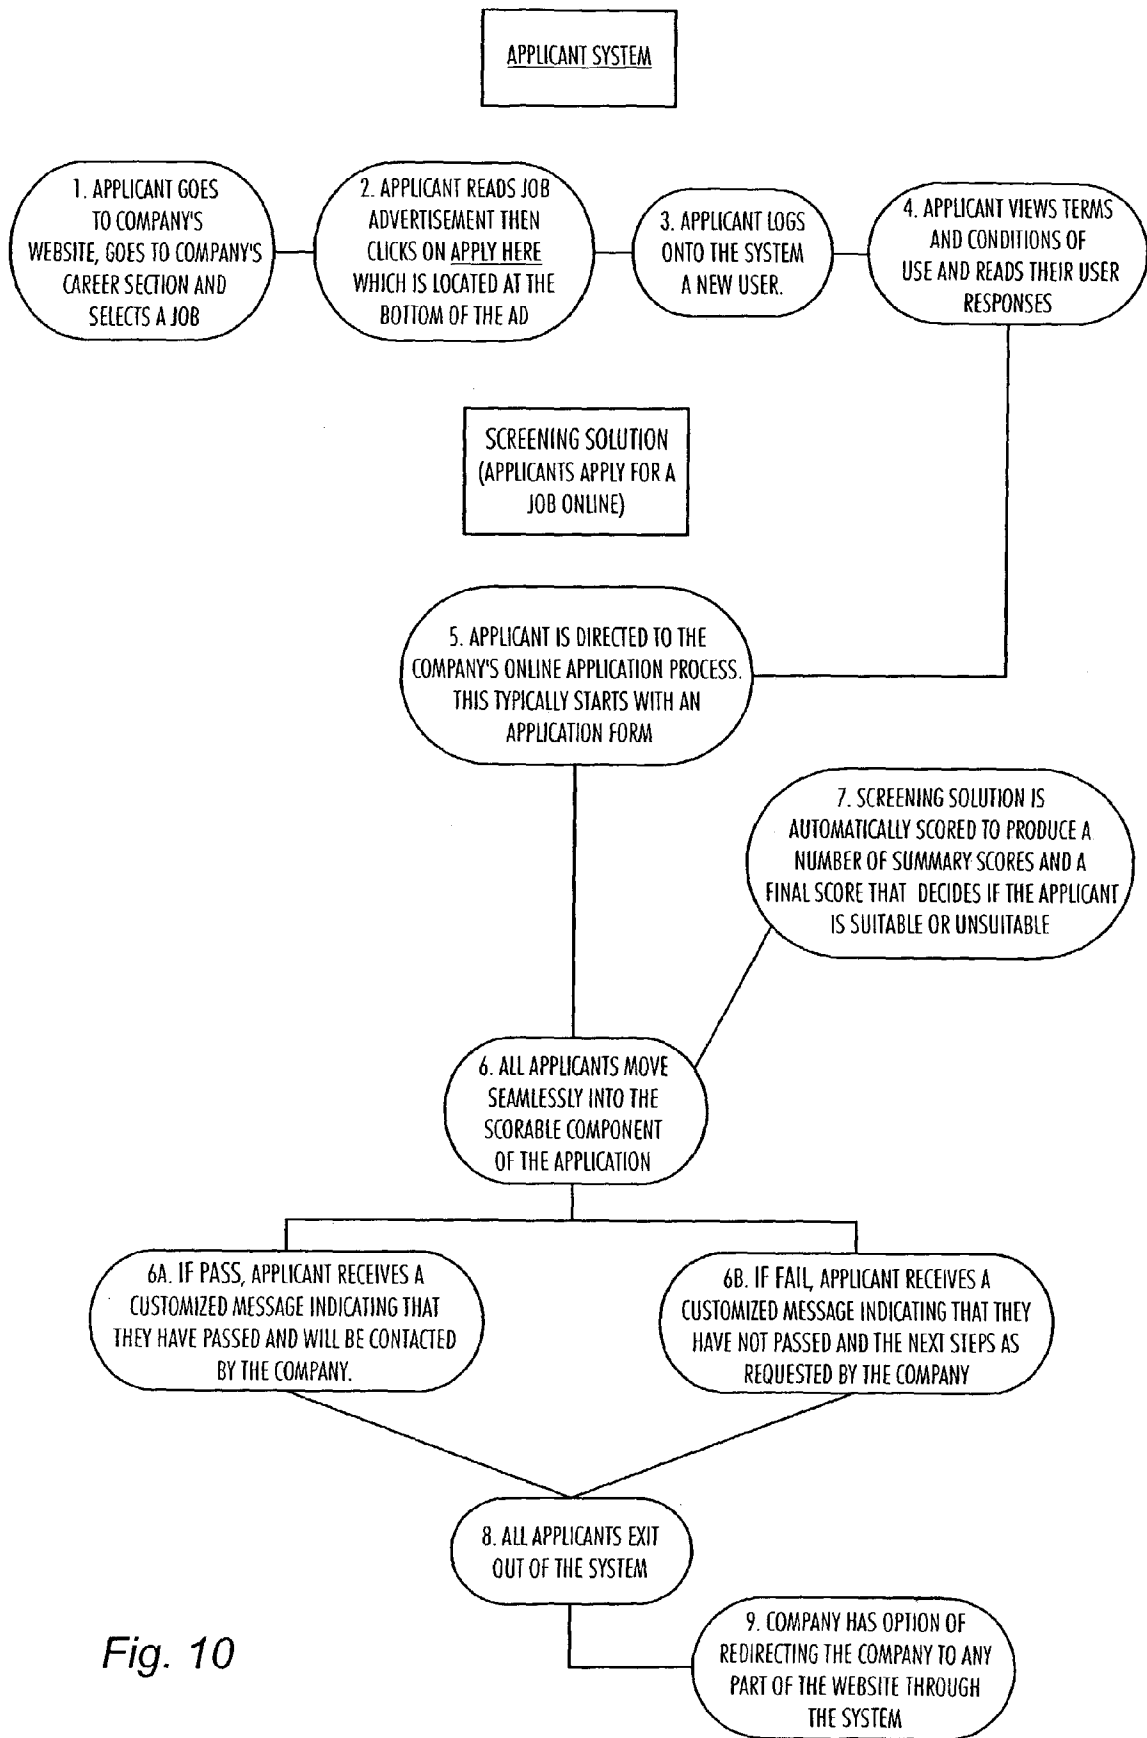 APPLICANT SYSTEM
1. APPLICANT GOES
TO COMPANY'S
WEBSITE, GOES TO COMPANY'S
CAREER SECTION AND
SELECTS A JOB
2. APPLICANT READS JOB
ADVERTISEMENT THEN
CLICKS ON APPLY HERE
WHICH IS LOCATED AT THE
BOTTOM OF THE AD
3. APPLICANT LOGS
ONTO THE SYSTEM
A NEW USER.
4. APPLICANT VIEWS TERMS
AND CONDITIONS OF
USE AND READS THEIR USER
RESPONSES
SCREENING SOLUTION
(APPLICANTS APPLY FOR A
JOB ONLINE)
5. APPLICANT IS DIRECTED TO THE
COMPANY'S ONLINE APPLICATION PROCESS.
THIS TYPICALLY STARTS WITH AN
APPLICATION FORM
7. SCREENING SOLUTION IS
AUTOMATICALLY SCORED TO PRODUCE A
NUMBER OF SUMMARY SCORES AND A
FINAL SCORE THAT DECIDES IF THE APPLICANT
IS SUITABLE OR UNSUITABLE
6. ALL APPLICANTS MOVE
SEAMLESSLY INTO THE
SCORABLE COMPONENT
OF THE APPLICATION
6A. IF PASS, APPLICANT RECEIVES A
CUSTOMIZED MESSAGE INDICATING THAT
THEY HAVE PASSED AND WILL BE CONTACTED
BY THE COMPANY.
6B. IF FAIL, APPLICANT RECEIVES A
CUSTOMIZED MESSAGE INDICATING THAT THEY
HAVE NOT PASSED AND THE NEXT STEPS AS
REQUESTED BY THE COMPANY
8. ALL APPLICANTS EXIT
OUT OF THE SYSTEM
9. COMPANY HAS OPTION OF
REDIRECTING THE COMPANY TO ANY
PART OF THE WEBSITE THROUGH
THE SYSTEM
Fig. 10